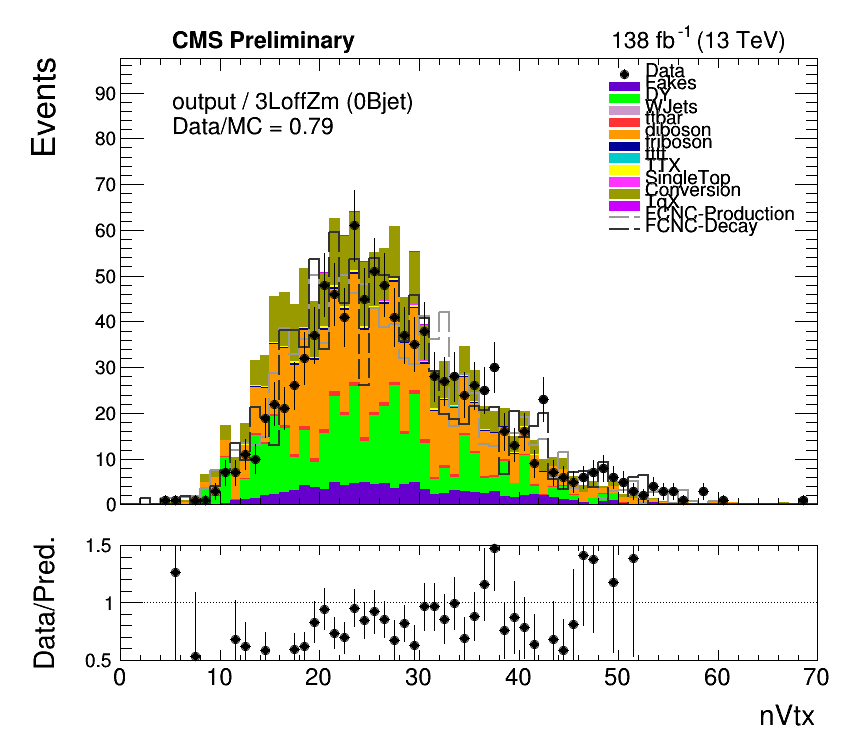 CMS Preliminary
138 fb-1 (13 TeV)
Events
output / 3LoffZm (0Bjet)
Data/MC = 0.79
Data
Fakes
DY
WJets
ttbar
diboson
triboson
tttt
TTX
SingleTop
Conversion
TqX
FCNC-Production
FCNC-Decay
90
80
70
60
50
40
30
20
10
0
Data/Pred.
1.5
1
0.5
0 10 20 30 40 50 60 70
nVtx